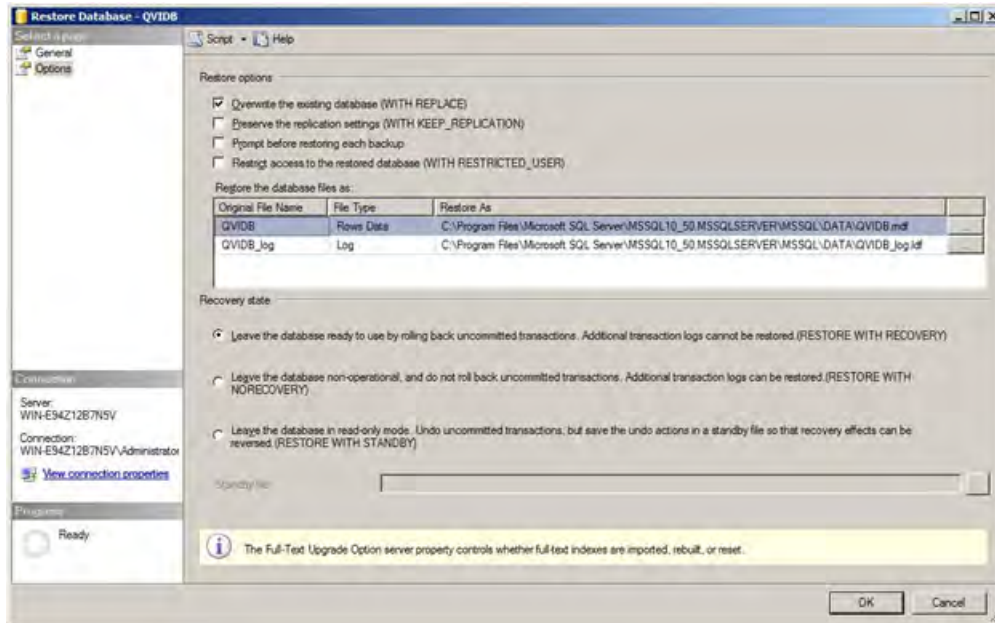 Restore Database - QVIDB
Select a page
General
Options
Script
Help
Restore options
Overwrite the existing database (WITH REPLACE)
Preserve the replication settings (WITH KEEP_REPLICATION)
Prompt before restoring each backup
Restrict access to the restored database (WITH RESTRICTED_USER)
Restore the database files as:
Original File Name File Type Restore As
QVIDB Rows Data C:\Program Files\Microsoft SQL Server\MSSQL10_50.MSSQLSERVER\MSSQL\DATA\QVIDB.mdf ...
QVIDB_log Log C:\Program Files\Microsoft SQL Server\MSSQL10_50.MSSQLSERVER\MSSQL\DATA\QVIDB_log.ldf ...
Recovery state
Leave the database ready to use by rolling back uncommitted transactions. Additional transaction logs cannot be restored.(RESTORE WITH RECOVERY)
Leave the database non-operational, and do not roll back uncommitted transactions. Additional transaction logs can be restored.(RESTORE WITH
NORECOVERY)
Leave the database in read-only mode. Undo uncommitted transactions, but save the undo actions in a standby file so that recovery effects can be
reversed.(RESTORE WITH STANDBY)
Standby file:
Connection
Server:
WIN-E94Z12B7N5V
Connection:
WIN-E94Z12B7N5V\Administrator
View connection properties
Progress
Ready
The Full-Text Upgrade Option server property controls whether full-text indexes are imported, rebuilt, or reset.
OK
Cancel